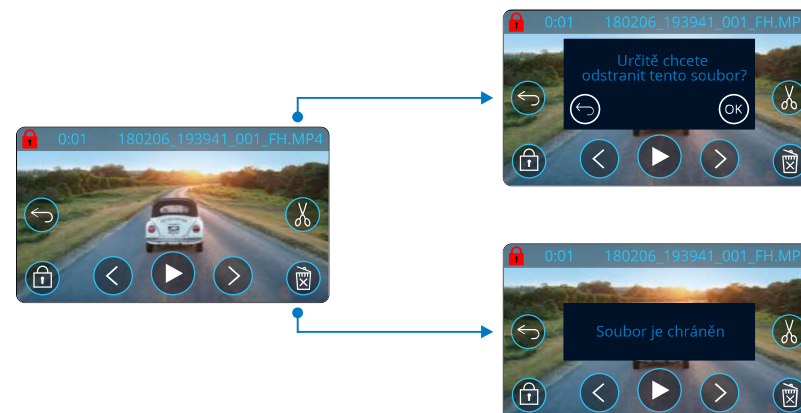 0:01 180206_193941_001_FH.MP4
0:01 180206_193941_001_FH.MP
Určitě chcete
odstranit tento soubor?
OK
0:01 180206_193941_001_FH.MP
Soubor je chráněn